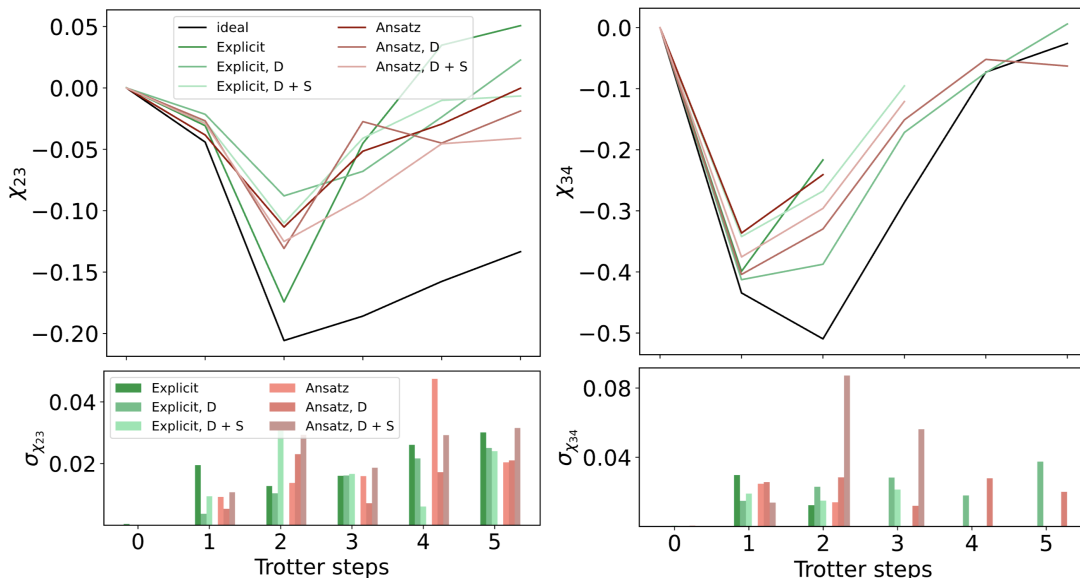 0.05
0.00
−0.05
−0.10
−0.15
−0.20
χ23
ideal
Explicit
Explicit, D
Explicit, D + S
Ansatz
Ansatz, D
Ansatz, D + S
0.0
−0.1
−0.2
−0.3
−0.4
−0.5
χ34
0.04
0.02
σχ23
Explicit
Explicit, D
Explicit, D + S
Ansatz
Ansatz, D
Ansatz, D + S
0 1 2 3 4 5
Trotter steps
0.08
0.04
σχ34
0 1 2 3 4 5
Trotter steps